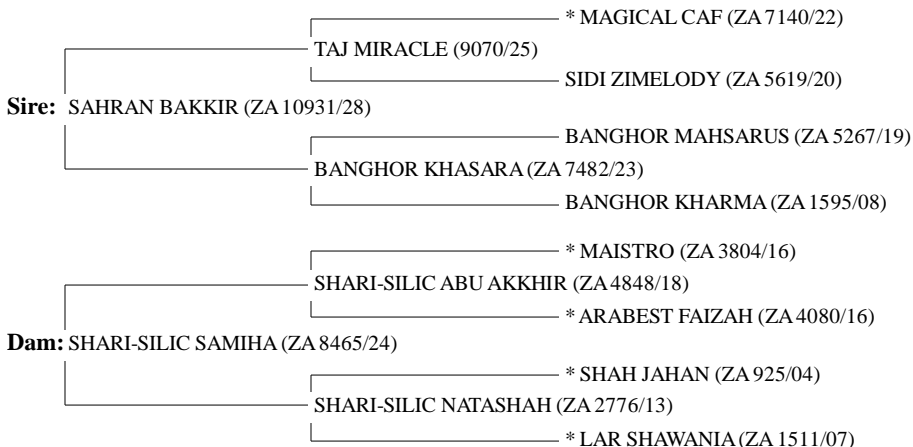 * MAGICAL CAF (ZA 7140/22)
TAJ MIRACLE (9070/25)
SIDI ZIMELODY (ZA 5619/20)
Sire: SAHRAN BAKKIR (ZA 10931/28)
BANGHOR MAHSARUS (ZA 5267/19)
BANGHOR KHASARA (ZA 7482/23)
BANGHOR KHARMA (ZA 1595/08)
* MAISTRO (ZA 3804/16)
SHARI-SILIC ABU AKKHIR (ZA 4848/18)
* ARABEST FAIZAH (ZA 4080/16)
Dam: SHARI-SILIC SAMIHA (ZA 8465/24)
* SHAH JAHAN (ZA 925/04)
SHARI-SILIC NATASHAH (ZA 2776/13)
* LAR SHAWANIA (ZA 1511/07)